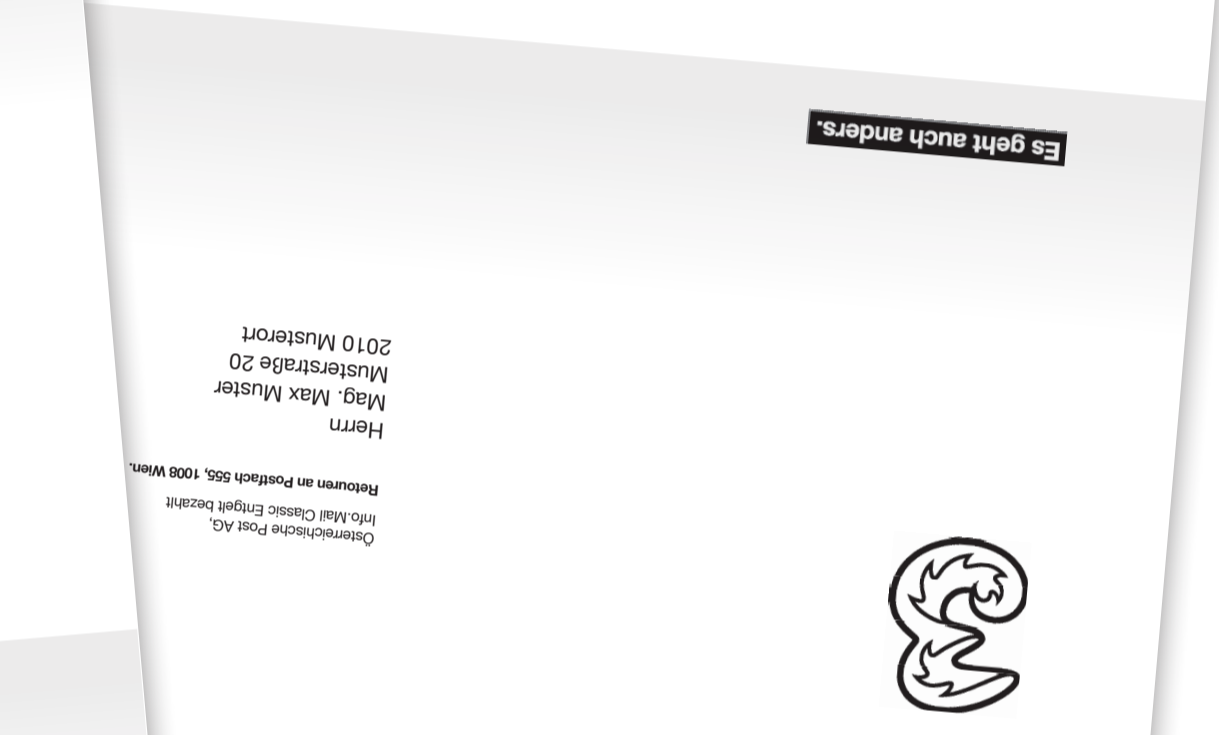 Österreichische Post AG,
Info.Mail Classic Entgelt bezahlt
Retouren an Postfach 555, 1008 Wien.
Herrn
Mag. Max Muster
Musterstraße 20
2010 Musterort
Es geht auch anders.